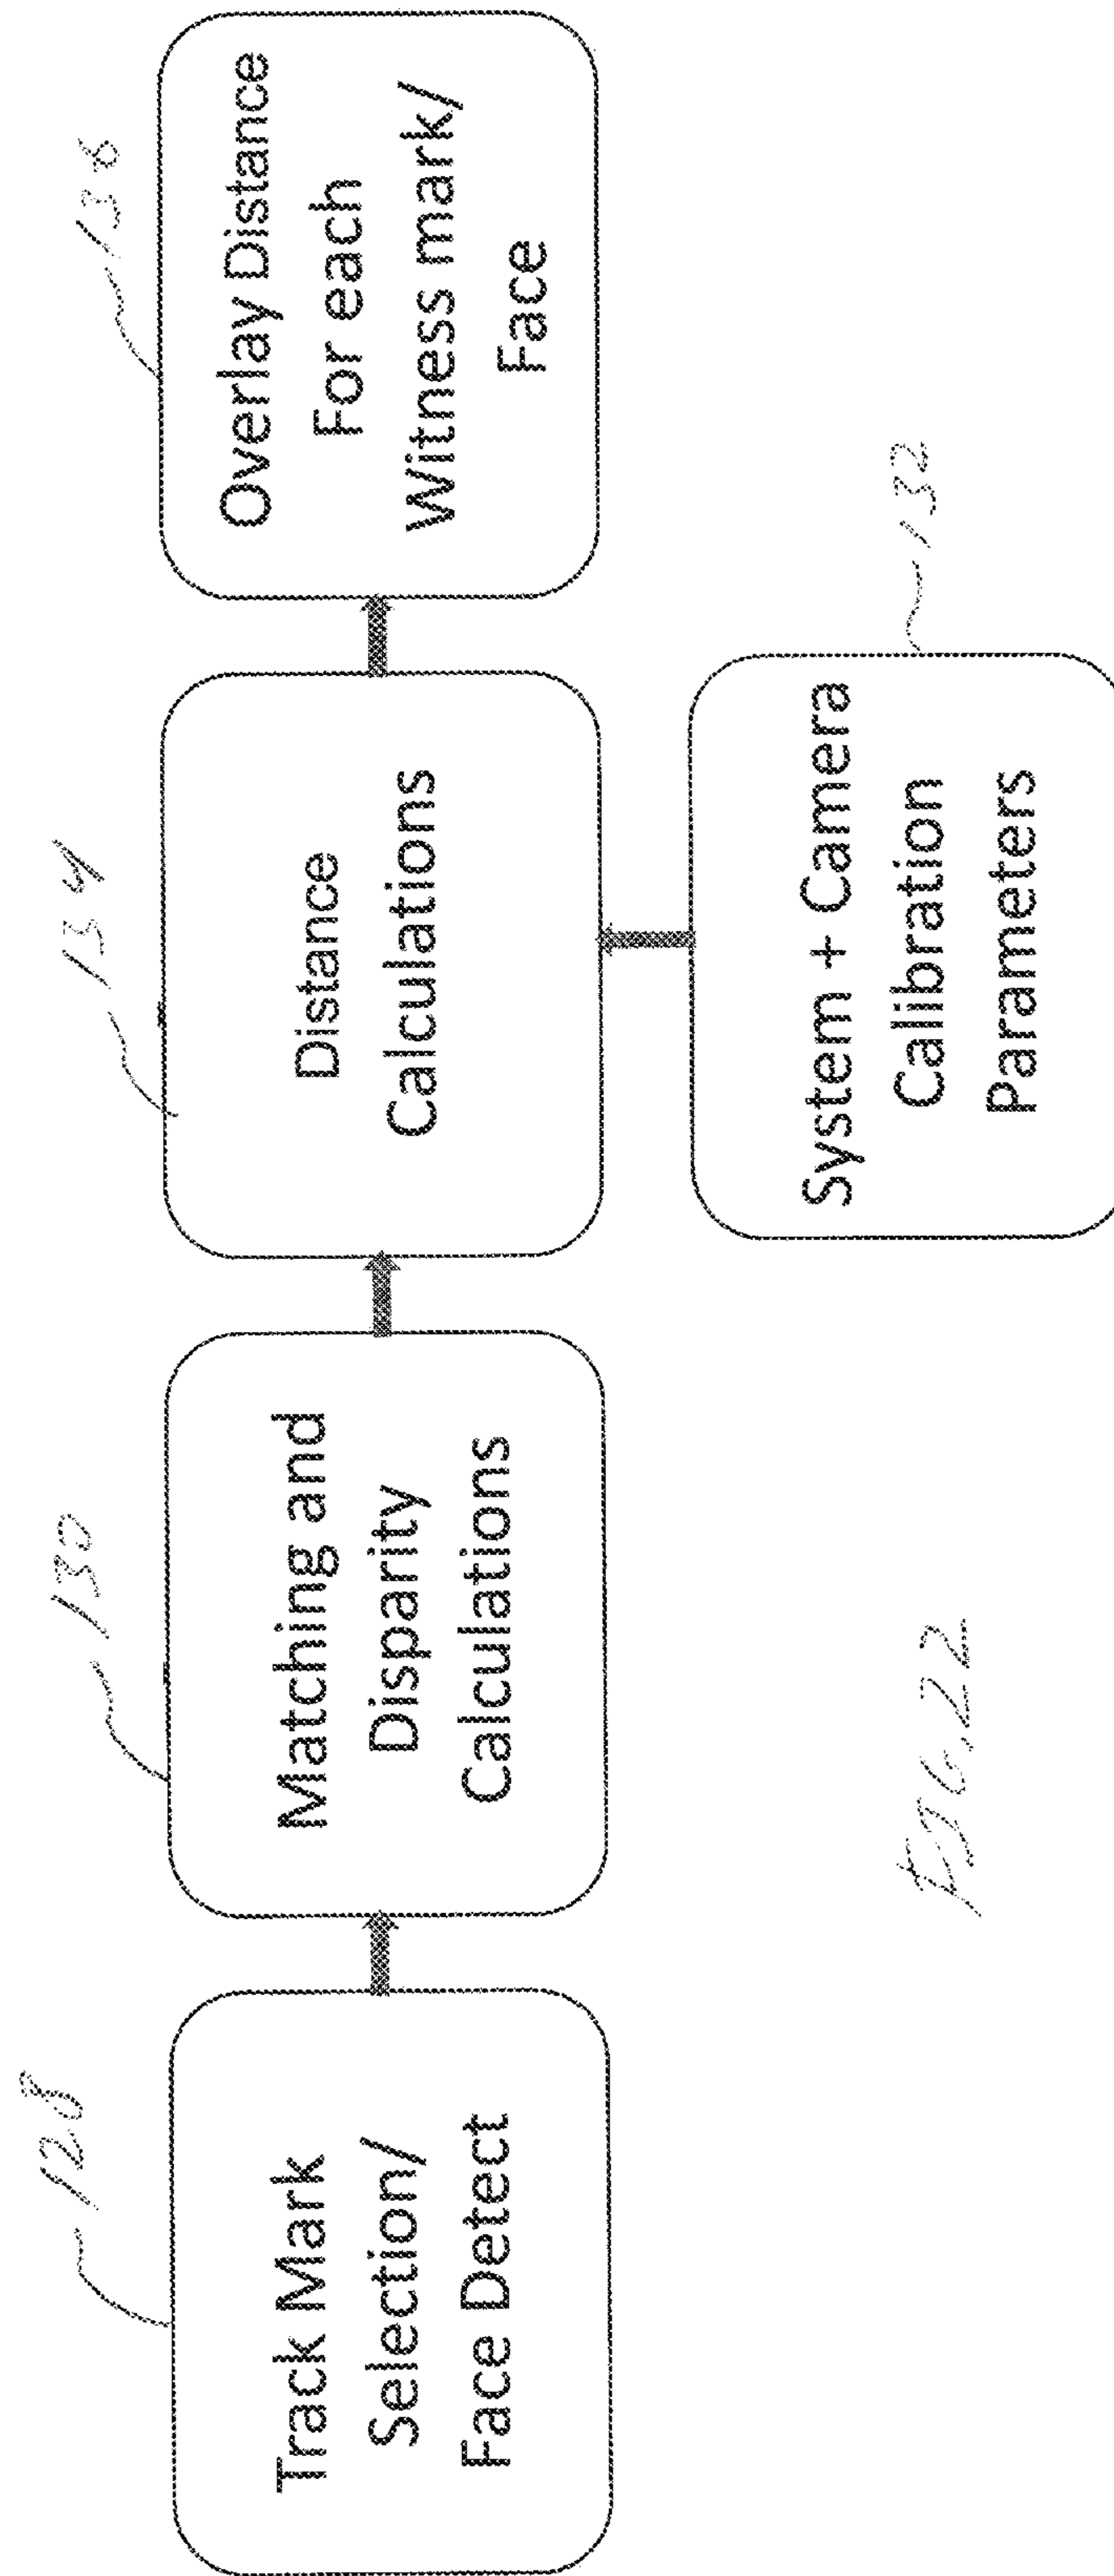 128
Track Mark
Selection/
Face Detect
130
Matching and
Disparity
Calculations
134
Distance
Calculations
136
Overlay Distance
For each
Witness mark/
Face
132
System + Camera
Calibration
Parameters
FIG. 22